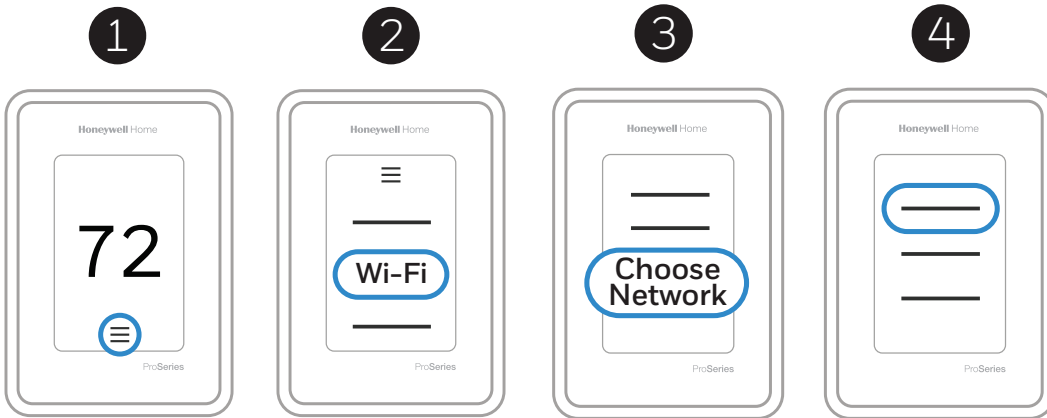 1
2
3
4
Honeywell Home
72
ProSeries
Honeywell Home
Wi-Fi
ProSeries
Honeywell Home
Choose
Network
ProSeries
Honeywell Home
ProSeries